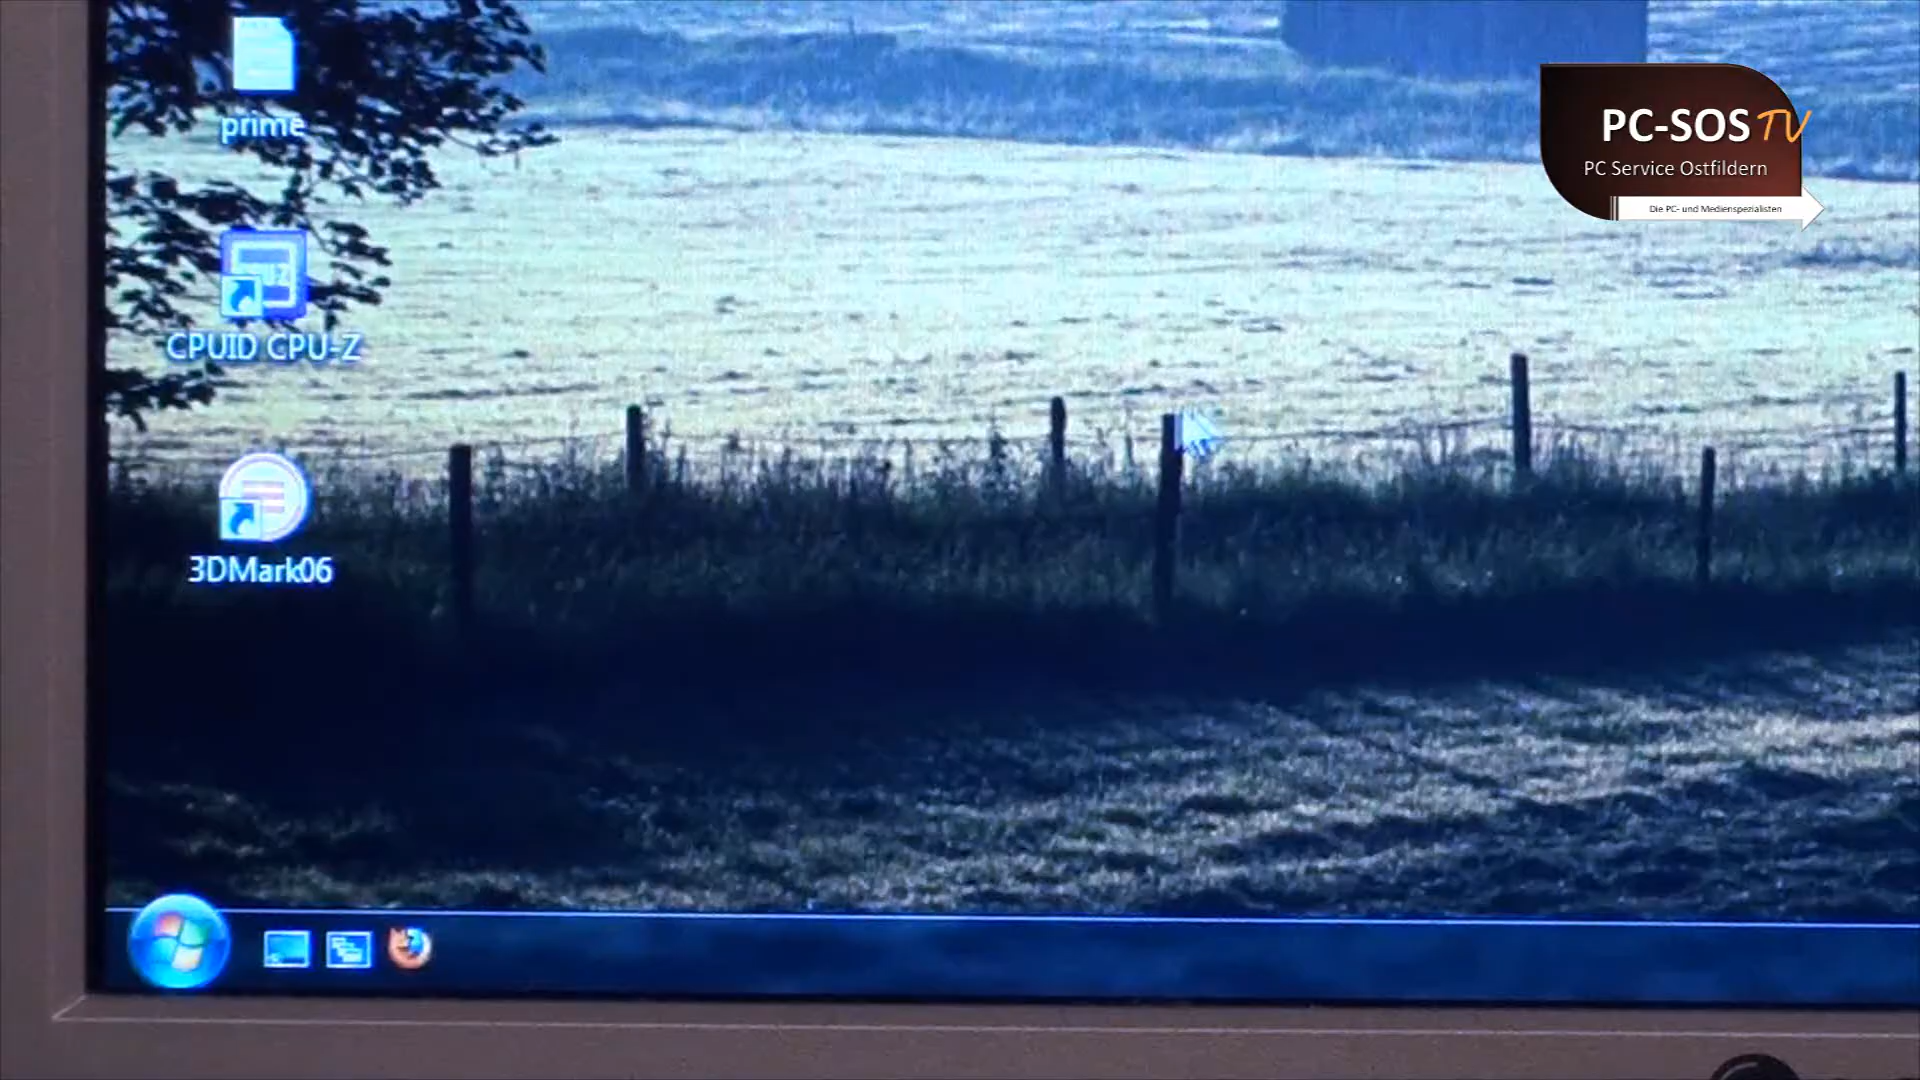 prime
CPUID CPU-Z
3DMark06
PC-SOS TV
PC Service Ostfildern
Die PC- und Medienspezialisten